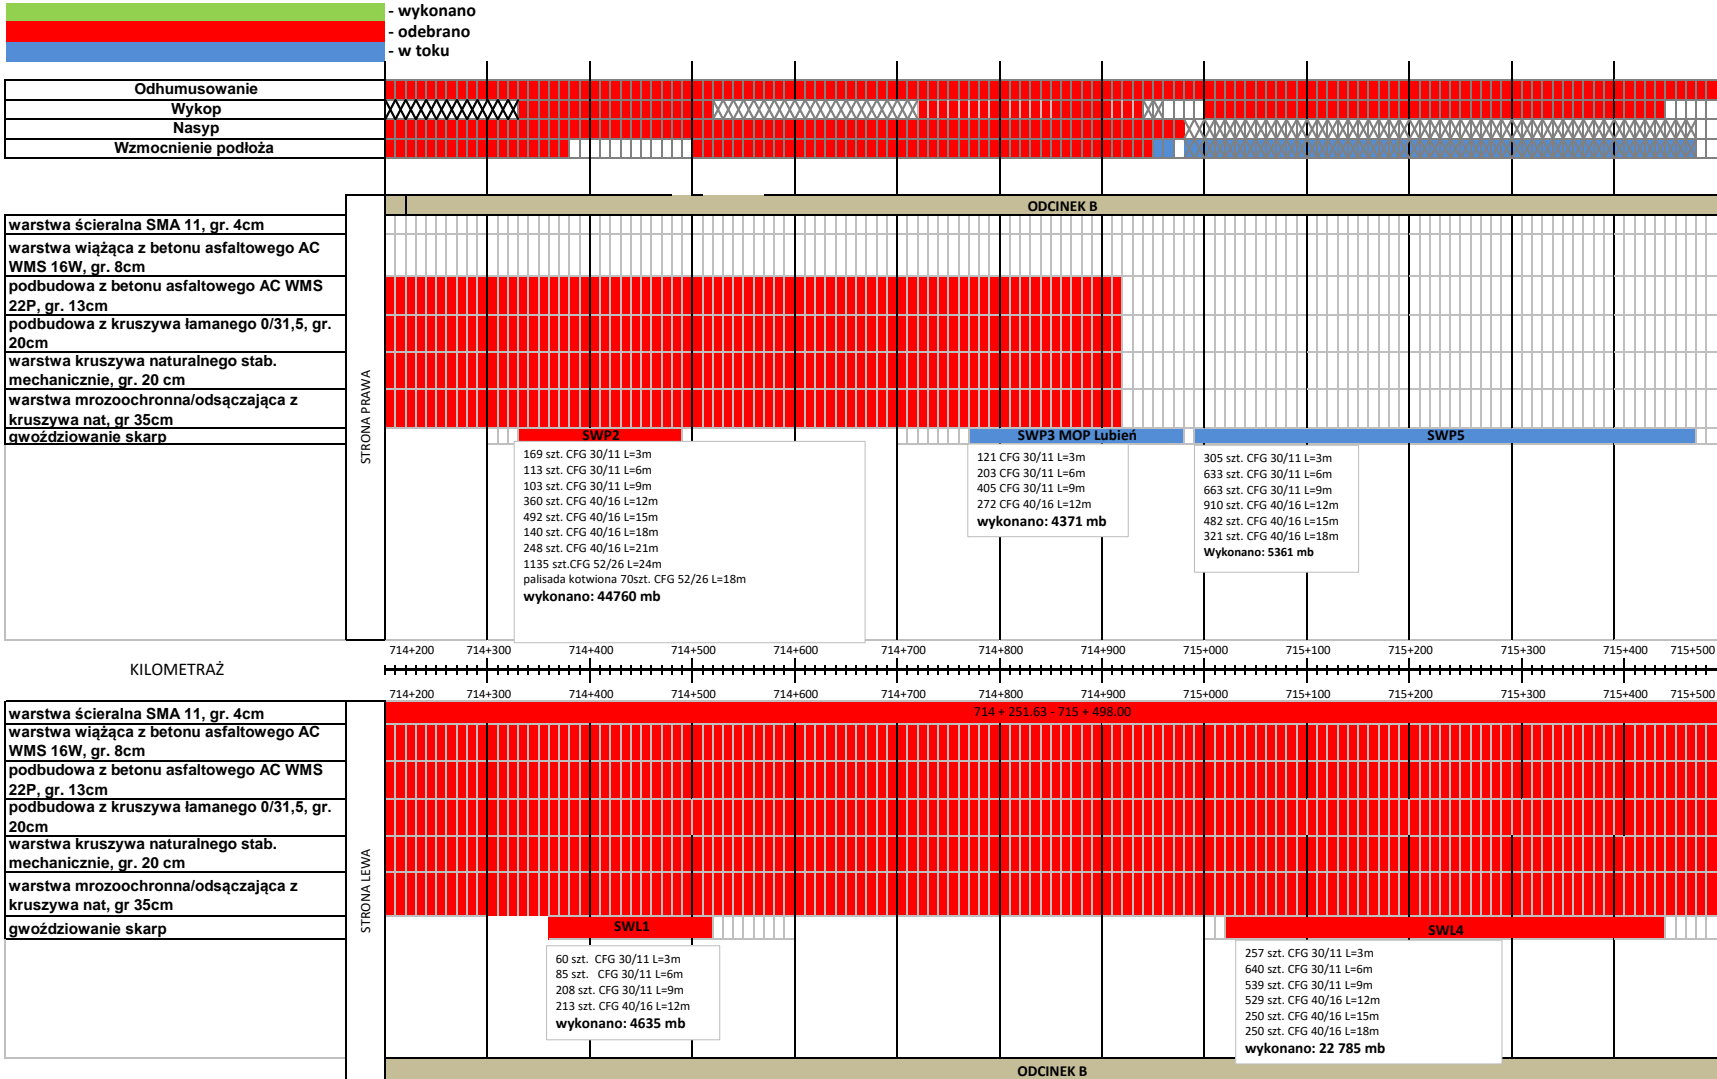 - wykonano
- odebrano
- w toku
Odhumusowanie
Wykop
Nasyp
Wzmocnienie podłoża
ODCINEK B
STRONA PRAWA
warstwa ścieralna SMA 11, gr. 4cm
warstwa wiążąca z betonu asfaltowego AC
WMS 16W, gr. 8cm
podbudowa z betonu asfaltowego AC WMS
22P, gr. 13cm
podbudowa z kruszywa łamanego 0/31,5, gr.
20cm
warstwa kruszywa naturalnego stab.
mechanicznie, gr. 20 cm
warstwa mrozoochronna/odsączająca z
kruszywa nat, gr 35cm
gwoździowanie skarp
SWP2
SWP3 MOP Lubień
SWP5
169 szt. CFG 30/11 L=3m
113 szt. CFG 30/11 L=6m
103 szt. CFG 30/11 L=9m
360 szt. CFG 40/16 L=12m
492 szt. CFG 40/16 L=15m
140 szt. CFG 40/16 L=18m
248 szt. CFG 40/16 L=21m
1135 szt.CFG 52/26 L=24m
palisada kotwiona 70szt. CFG 52/26 L=18m
wykonano: 44760 mb
121 CFG 30/11 L=3m
203 CFG 30/11 L=6m
405 CFG 30/11 L=9m
272 CFG 40/16 L=12m
wykonano: 4371 mb
305 szt. CFG 30/11 L=3m
633 szt. CFG 30/11 L=6m
663 szt. CFG 30/11 L=9m
910 szt. CFG 40/16 L=12m
482 szt. CFG 40/16 L=15m
321 szt. CFG 40/16 L=18m
Wykonano: 5361 mb
714+200 714+300 714+400 714+500 714+600 714+700 714+800 714+900 715+000 715+100 715+200 715+300 715+400 715+500
KILOMETRAŻ
714+200 714+300 714+400 714+500 714+600 714+700 714+800 714+900 715+000 715+100 715+200 715+300 715+400 715+500
STRONA LEWA
warstwa ścieralna SMA 11, gr. 4cm
714 + 251.63 - 715 + 498.00
warstwa wiążąca z betonu asfaltowego AC
WMS 16W, gr. 8cm
podbudowa z betonu asfaltowego AC WMS
22P, gr. 13cm
podbudowa z kruszywa łamanego 0/31,5, gr.
20cm
warstwa kruszywa naturalnego stab.
mechanicznie, gr. 20 cm
warstwa mrozoochronna/odsączająca z
kruszywa nat, gr 35cm
gwoździowanie skarp
SWL1
SWL4
60 szt. CFG 30/11 L=3m
85 szt. CFG 30/11 L=6m
208 szt. CFG 30/11 L=9m
213 szt. CFG 40/16 L=12m
wykonano: 4635 mb
257 szt. CFG 30/11 L=3m
640 szt. CFG 30/11 L=6m
539 szt. CFG 30/11 L=9m
529 szt. CFG 40/16 L=12m
250 szt. CFG 40/16 L=15m
250 szt. CFG 40/16 L=18m
wykonano: 22 785 mb
ODCINEK B